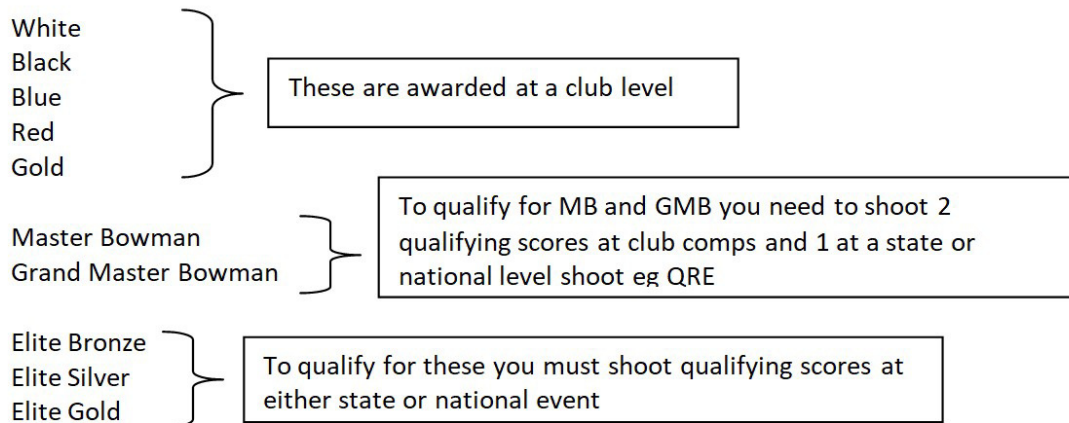 White
Black
Blue
Red
Gold
These are awarded at a club level
Master Bowman
Grand Master Bowman
To qualify for MB and GMB you need to shoot 2
qualifying scores at club comps and 1 at a state or
national level shoot eg QRE
Elite Bronze
Elite Silver
Elite Gold
To qualify for these you must shoot qualifying scores at
either state or national event